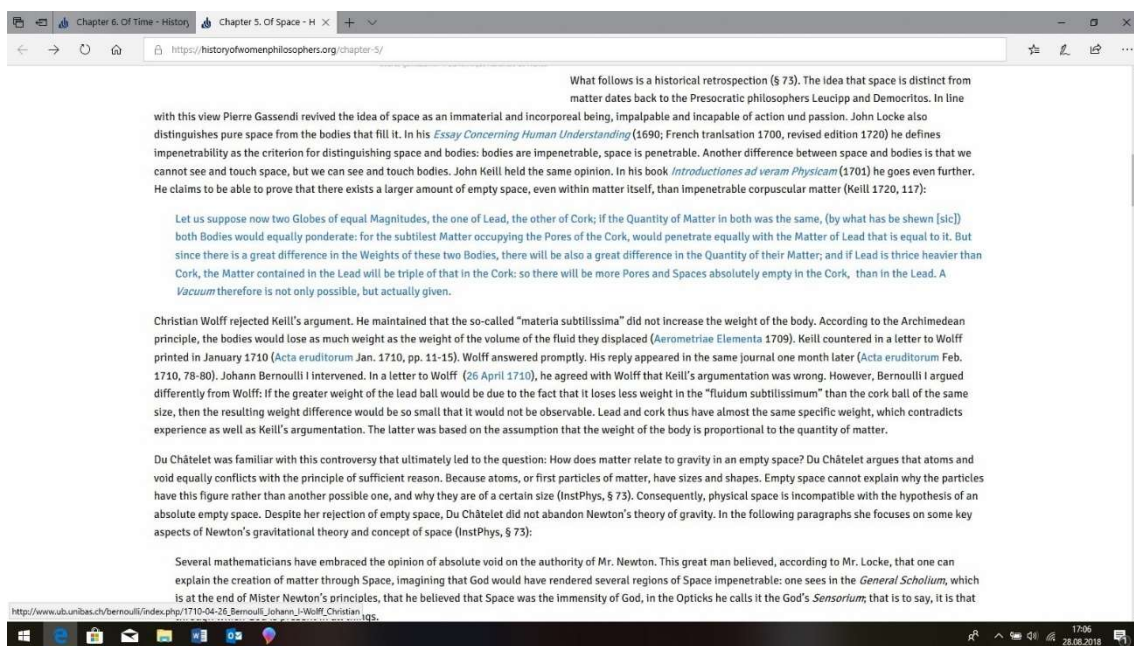 Chapter 6. Of Time - History
Chapter 5. Of Space - H
https://historyofwomenphilosophers.org/chapter-5/
What follows is a historical retrospection (§ 73). The idea that space is distinct from
matter dates back to the Presocratic philosophers Leucipp and Democritos. In line
with this view Pierre Gassendi revived the idea of space as an immaterial and incorporeal being, impalpable and incapable of action und passion. John Locke also
distinguishes pure space from the bodies that fill it. In his Essay Concerning Human Understanding (1690; French tranlsation 1700, revised edition 1720) he defines
impenetrability as the criterion for distinguishing space and bodies: bodies are impenetrable, space is penetrable. Another difference between space and bodies is that we
cannot see and touch space, but we can see and touch bodies. John Keill held the same opinion. In his book Introductiones ad veram Physicam (1701) he goes even further.
He claims to be able to prove that there exists a larger amount of empty space, even within matter itself, than impenetrable corpuscular matter (Keill 1720, 117):
Let us suppose now two Globes of equal Magnitudes, the one of Lead, the other of Cork; if the Quantity of Matter in both was the same, (by what has be shewn [sic])
both Bodies would equally ponderate: for the subtilest Matter occupying the Pores of the Cork, would penetrate equally with the Matter of Lead that is equal to it. But
since there is a great difference in the Weights of these two Bodies, there will be also a great difference in the Quantity of their Matter; and if Lead is thrice heavier than
Cork, the Matter contained in the Lead will be triple of that in the Cork: so there will be more Pores and Spaces absolutely empty in the Cork, than in the Lead. A
Vacuum therefore is not only possible, but actually given.
Christian Wolff rejected Keill's argument. He maintained that the so-called "materia subtilissima" did not increase the weight of the body. According to the Archimedean
principle, the bodies would lose as much weight as the weight of the volume of the fluid they displaced (Aerometriae Elementa 1709). Keill countered in a letter to Wolff
printed in January 1710 (Acta eruditorum Jan. 1710, pp. 11-15). Wolff answered promptly. His reply appeared in the same journal one month later (Acta eruditorum Feb.
1710, 78-80). Johann Bernoulli I intervened. In a letter to Wolff (26 April 1710), he agreed with Wolff that Keill's argumentation was wrong. However, Bernoulli I argued
differently from Wolff: If the greater weight of the lead ball would be due to the fact that it loses less weight in the "fluidum subtilissimum" than the cork ball of the same
size, then the resulting weight difference would be so small that it would not be observable. Lead and cork thus have almost the same specific weight, which contradicts
experience as well as Keill's argumentation. The latter was based on the assumption that the weight of the body is proportional to the quantity of matter.
Du Châtelet was familiar with this controversy that ultimately led to the question: How does matter relate to gravity in an empty space? Du Châtelet argues that atoms and
void equally conflicts with the principle of sufficient reason. Because atoms, or first particles of matter, have sizes and shapes. Empty space cannot explain why the particles
have this figure rather than another possible one, and why they are of a certain size (InstPhys, § 73). Consequently, physical space is incompatible with the hypothesis of an
absolute empty space. Despite her rejection of empty space, Du Châtelet did not abandon Newton's theory of gravity. In the following paragraphs she focuses on some key
aspects of Newton's gravitational theory and concept of space (InstPhys, § 73):
Several mathematicians have embraced the opinion of absolute void on the authority of Mr. Newton. This great man believed, according to Mr. Locke, that one can
explain the creation of matter through Space, imagining that God would have rendered several regions of Space impenetrable: one sees in the General Scholium, which
is at the end of Mister Newton's principles, that he believed that Space was the immensity of God, in the Opticks he calls it the God's Sensorium; that is to say, it is that
http://www.ub.unibas.ch/bernoulli/index.php/1710-04-26_Bernoulli_Johann_I-Wolff_Christian
17:06
28.08.2018